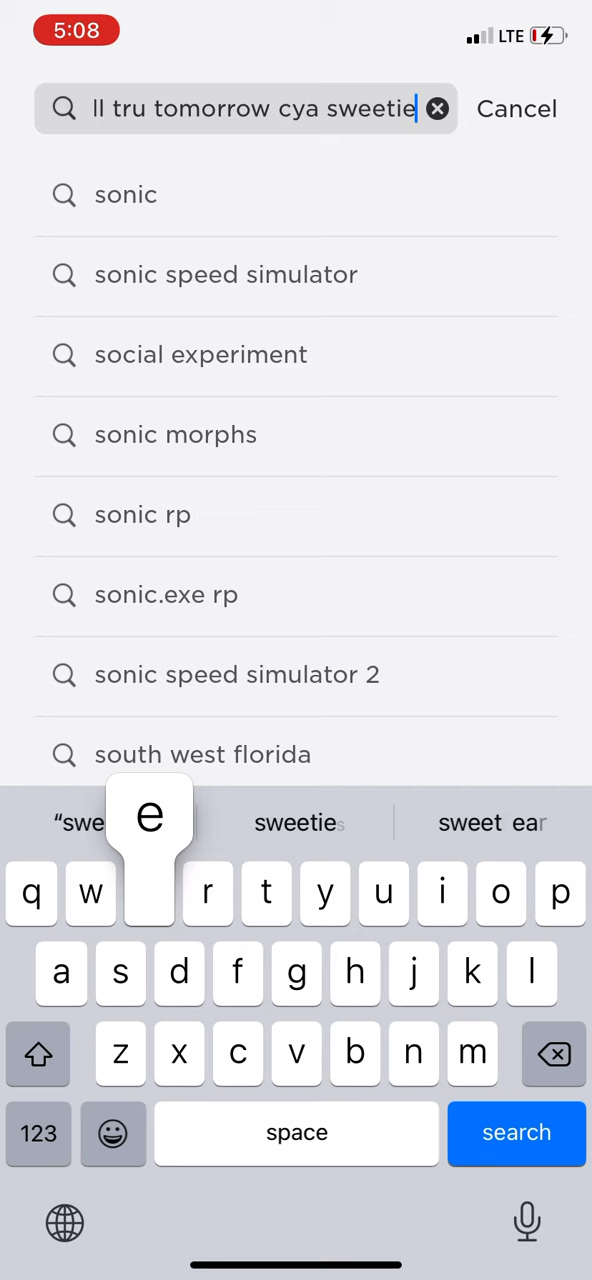 5:08 LTE
ll tru tomorrow cya sweetie Cancel
sonic
sonic speed simulator
social experiment
sonic morphs
sonic rp
sonic.exe rp
sonic speed simulator 2
south west florida
“swe sweeties sweet ear
e
q w r t y u i o p
a s d f g h j k l
z x c v b n m
123 space search